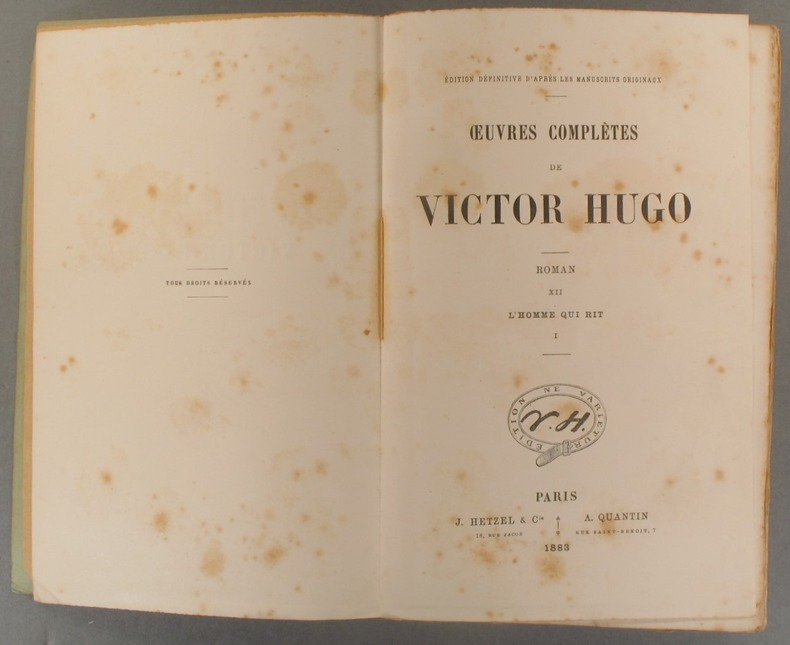 TOUS DROITS RÉSERVÉS
ÉDITION DÉFINITIVE D'APRÈS LES MANUSCRITS ORIGINAUX
ŒUVRES COMPLÈTES
DE
VICTOR HUGO
ROMAN
XII
L'HOMME QUI RIT
I
EDITION NE VARIETUR
V.H.
PARIS
J. HETZEL & Cie
18, RUE JACOB
A. QUANTIN
RUE SAINT-BENOIT, 7
1883